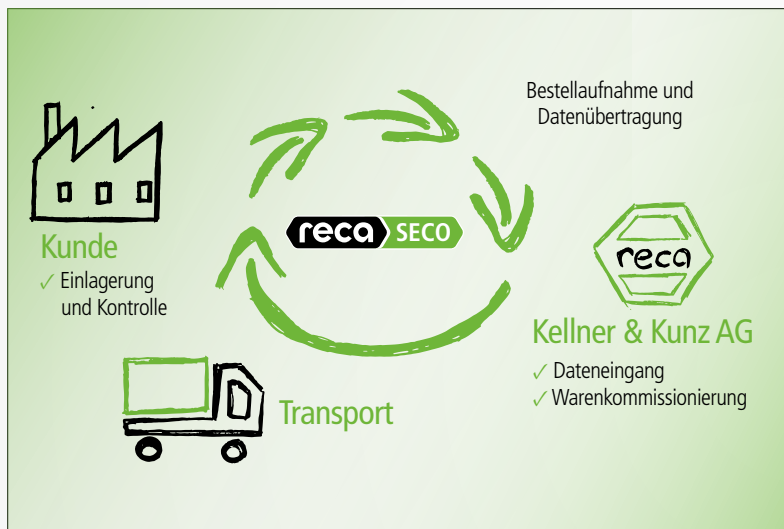 Bestellaufnahme und
Datenübertragung
reca SECO
Kunde
✓ Einlagerung
und Kontrolle
reca
Kellner & Kunz AG
✓ Dateneingang
✓ Warenkommissionierung
Transport